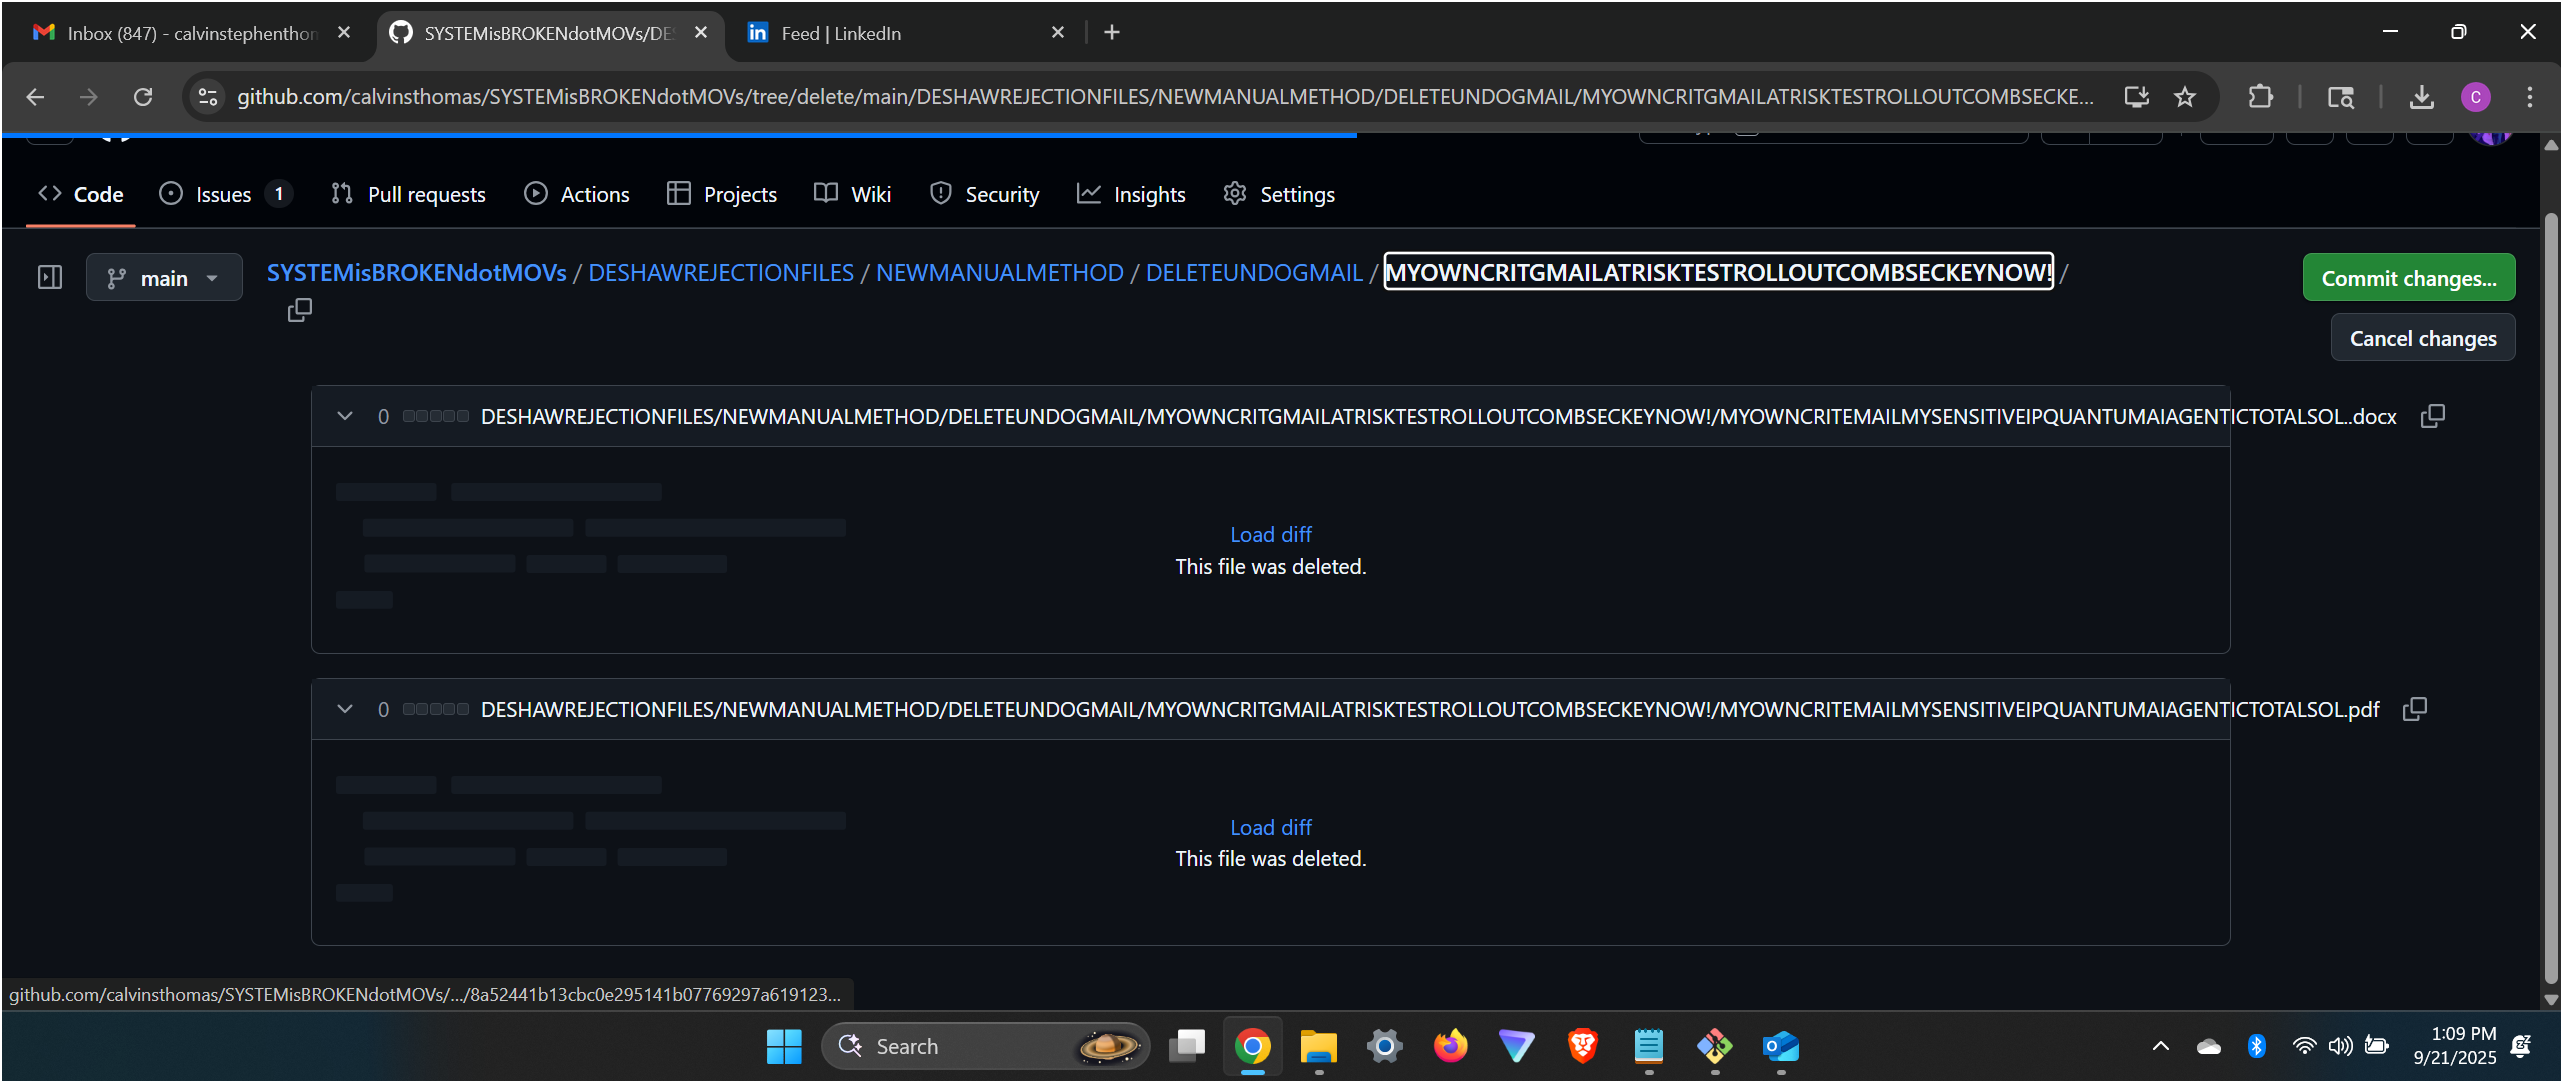 Inbox (847) - calvinstephenthor
SYSTEMisBROKENdotMOVs/DES
Feed | LinkedIn
github.com/calvinsthomas/SYSTEMisBROKENdotMOVs/tree/delete/main/DESHAWREJECTIONFILES/NEWMANUALMETHOD/DELETEUNDOGMAIL/MYOWNCRITGMAILATRISKTESTROLLOUTCOMBSECKE...
C
Code
Issues 1
Pull requests
Actions
Projects
Wiki
Security
Insights
Settings
main
SYSTEMisBROKENdotMOVs / DESHAWREJECTIONFILES / NEWMANUALMETHOD / DELETEUNDOGMAIL / MYOWNCRITGMAILATRISKTESTROLLOUTCOMBSECKEYNOW! /
Commit changes...
Cancel changes
0 DESHAWREJECTIONFILES/NEWMANUALMETHOD/DELETEUNDOGMAIL/MYOWNCRITGMAILATRISKTESTROLLOUTCOMBSECKEYNOW!/MYOWNCRITEMAILMYSENSITIVEIPQUANTUMAIAGENTICTOTALSOL..docx
Load diff
This file was deleted.
0 DESHAWREJECTIONFILES/NEWMANUALMETHOD/DELETEUNDOGMAIL/MYOWNCRITGMAILATRISKTESTROLLOUTCOMBSECKEYNOW!/MYOWNCRITEMAILMYSENSITIVEIPQUANTUMAIAGENTICTOTALSOL.pdf
Load diff
This file was deleted.
github.com/calvinsthomas/SYSTEMisBROKENdotMOVs/.../8a52441b13cbc0e295141b07769297a619123...
Search
1:09 PM
9/21/2025